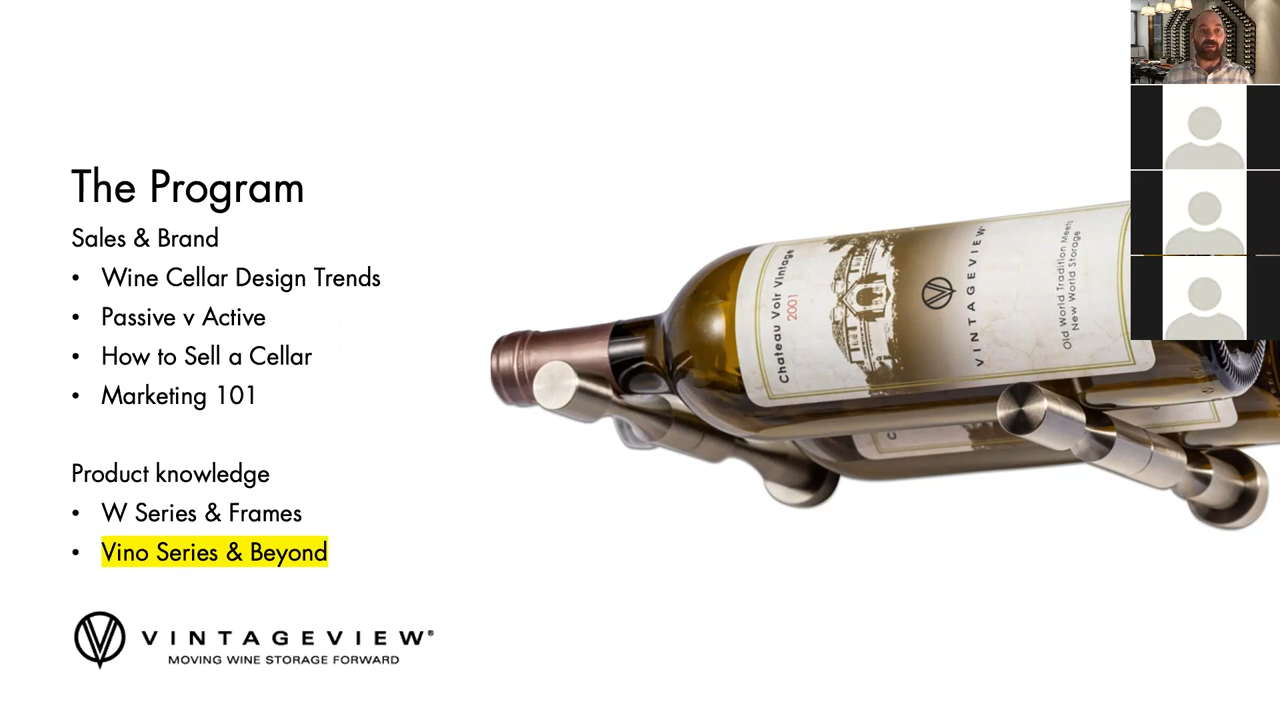 The Program
Sales & Brand
• Wine Cellar Design Trends
• Passive v Active
• How to Sell a Cellar
• Marketing 101
Product knowledge
• W Series & Frames
• Vino Series & Beyond
VINTAGEVIEW®
MOVING WINE STORAGE FORWARD
Chateau Voir Vintage
2001
VINTAGEVIEW
Old World Tradition Meets
New World Storage